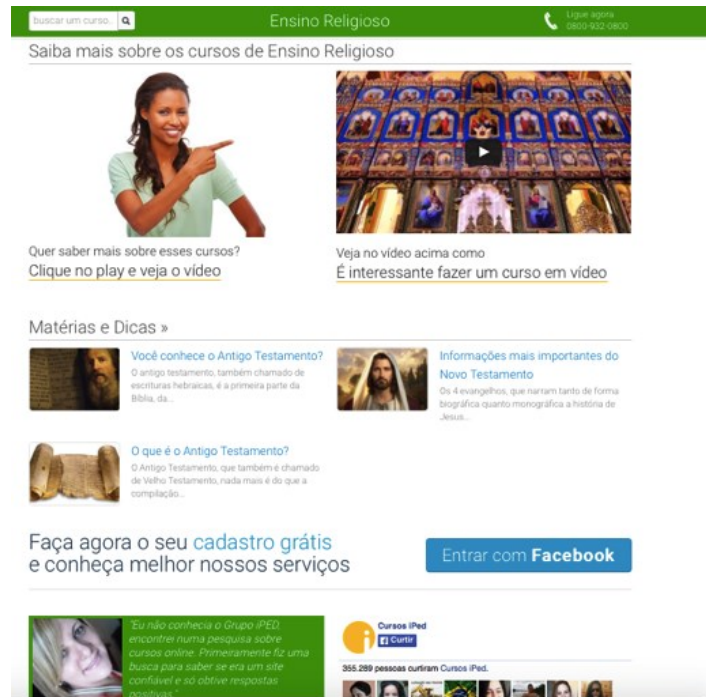 buscar um curso...
Ensino Religioso
Ligue agora
0800-932-0800
Saiba mais sobre os cursos de Ensino Religioso
Quer saber mais sobre esses cursos?
Clique no play e veja o vídeo
Veja no vídeo acima como
É interessante fazer um curso em vídeo
Matérias e Dicas »
Você conhece o Antigo Testamento?
O antigo testamento, também chamado de
escrituras hebraicas, é a primeira parte da
Bíblia, da...
Informações mais importantes do
Novo Testamento
Os 4 evangelhos, que narram tanto de forma
biográfica quanto monográfica a história de
Jesus...
O que é o Antigo Testamento?
O Antigo Testamento, que também é chamado
de Velho Testamento, nada mais é do que a
compilação...
Faça agora o seu cadastro grátis
e conheça melhor nossos serviços
Entrar com Facebook
"Eu não conhecia o Grupo iPED,
encontrei numa pesquisa sobre
cursos online. Primeiramente fiz uma
busca para saber se era um site
confiável e só obtive respostas
positivas."
Cursos iPed
Curtir
355.289 pessoas curtiram Cursos iPed.